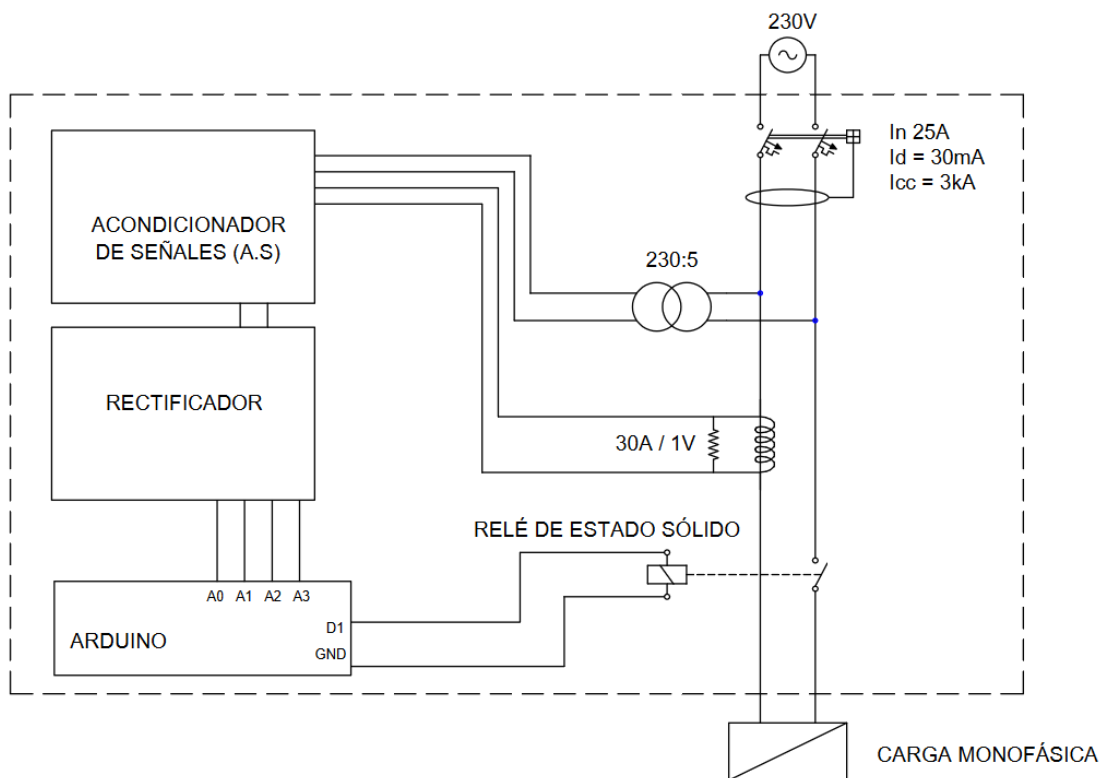 230V
In 25A
Id = 30mA
Icc = 3kA
ACONDICIONADOR
DE SEÑALES (A.S)
230:5
RECTIFICADOR
30A / 1V
RELÉ DE ESTADO SÓLIDO
A0 A1 A2 A3
D1
ARDUINO
GND
CARGA MONOFÁSICA